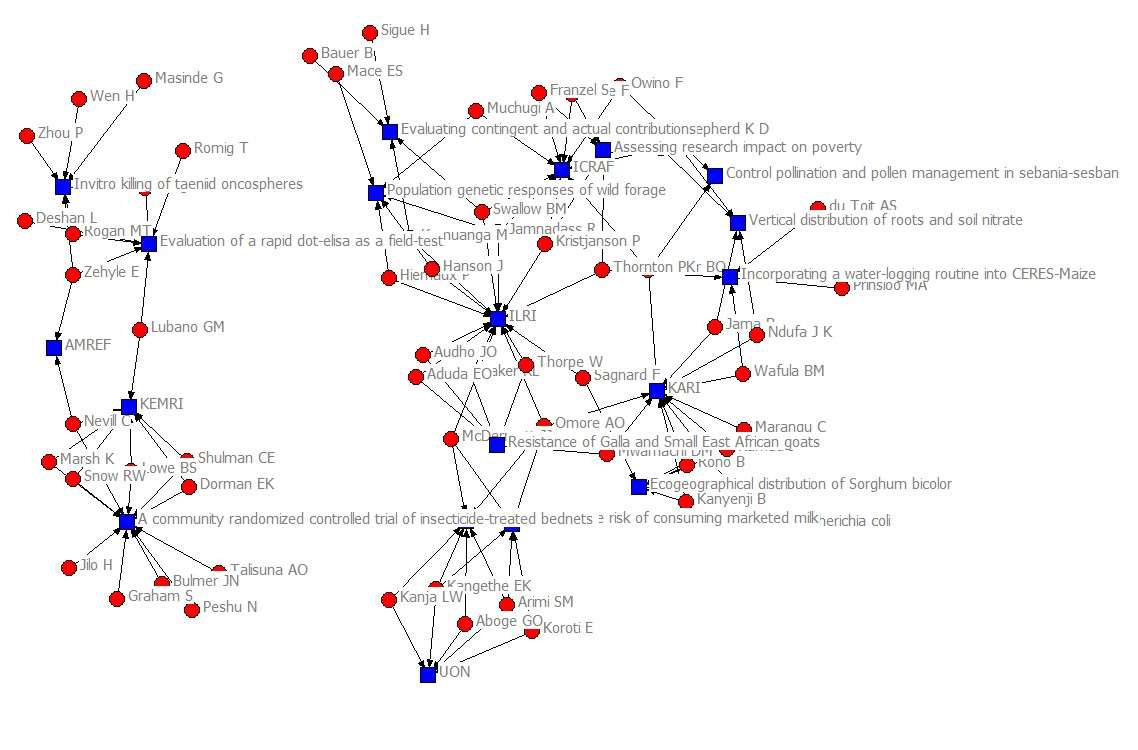 Sigue H
Bauer B
Mace ES
Masinde G
Wen H
Franzel S
e F
Owino F
Muchugi A
Zhou P
Evaluating contingent and actual contributions
epherd K D
Romig T
Assessing research impact on poverty
ICRAF
Control pollination and pollen management in sebania-sesban
Invitro killing of taeniid oncospheres
Population genetic responses of wild forage
Swallow BM
du Toit AS
Deshan L
Rogan MT
Vertical distribution of roots and soil nitrate
Jamnadass R
nuanga M
Evaluation of a rapid dot-elisa as a field-test
Kristjanson P
Zehyle E
Hanson J
Hiernaux P
Thornton PK
r BO
Incorporating a water-logging routine into CERES-Maize
Prinsloo MA
ILRI
Lubano GM
Jama B
Ndufa J K
AMREF
Audho JO
Thorpe W
Aduda EO
aker RL
Sagnard F
Wafula BM
KARI
KEMRI
Nevill C
Omore AO
Marangu C
McDer
Resistance of Galla and Small East African goats
Mwamachi DM
Marsh K
Lowe BS
Shulman CE
Rono B
Snow RW
Dorman EK
Ecogeographical distribution of Sorghum bicolor
Kanyenji B
A community randomized controlled trial of insecticide-treated bednets
e risk of consuming marketed milk
herichia coli
Jilo H
Talisuna AO
Bulmer JN
Kangethe EK
Graham S
Kanja LW
Arimi SM
Peshu N
Aboge GO
Koroti E
UON